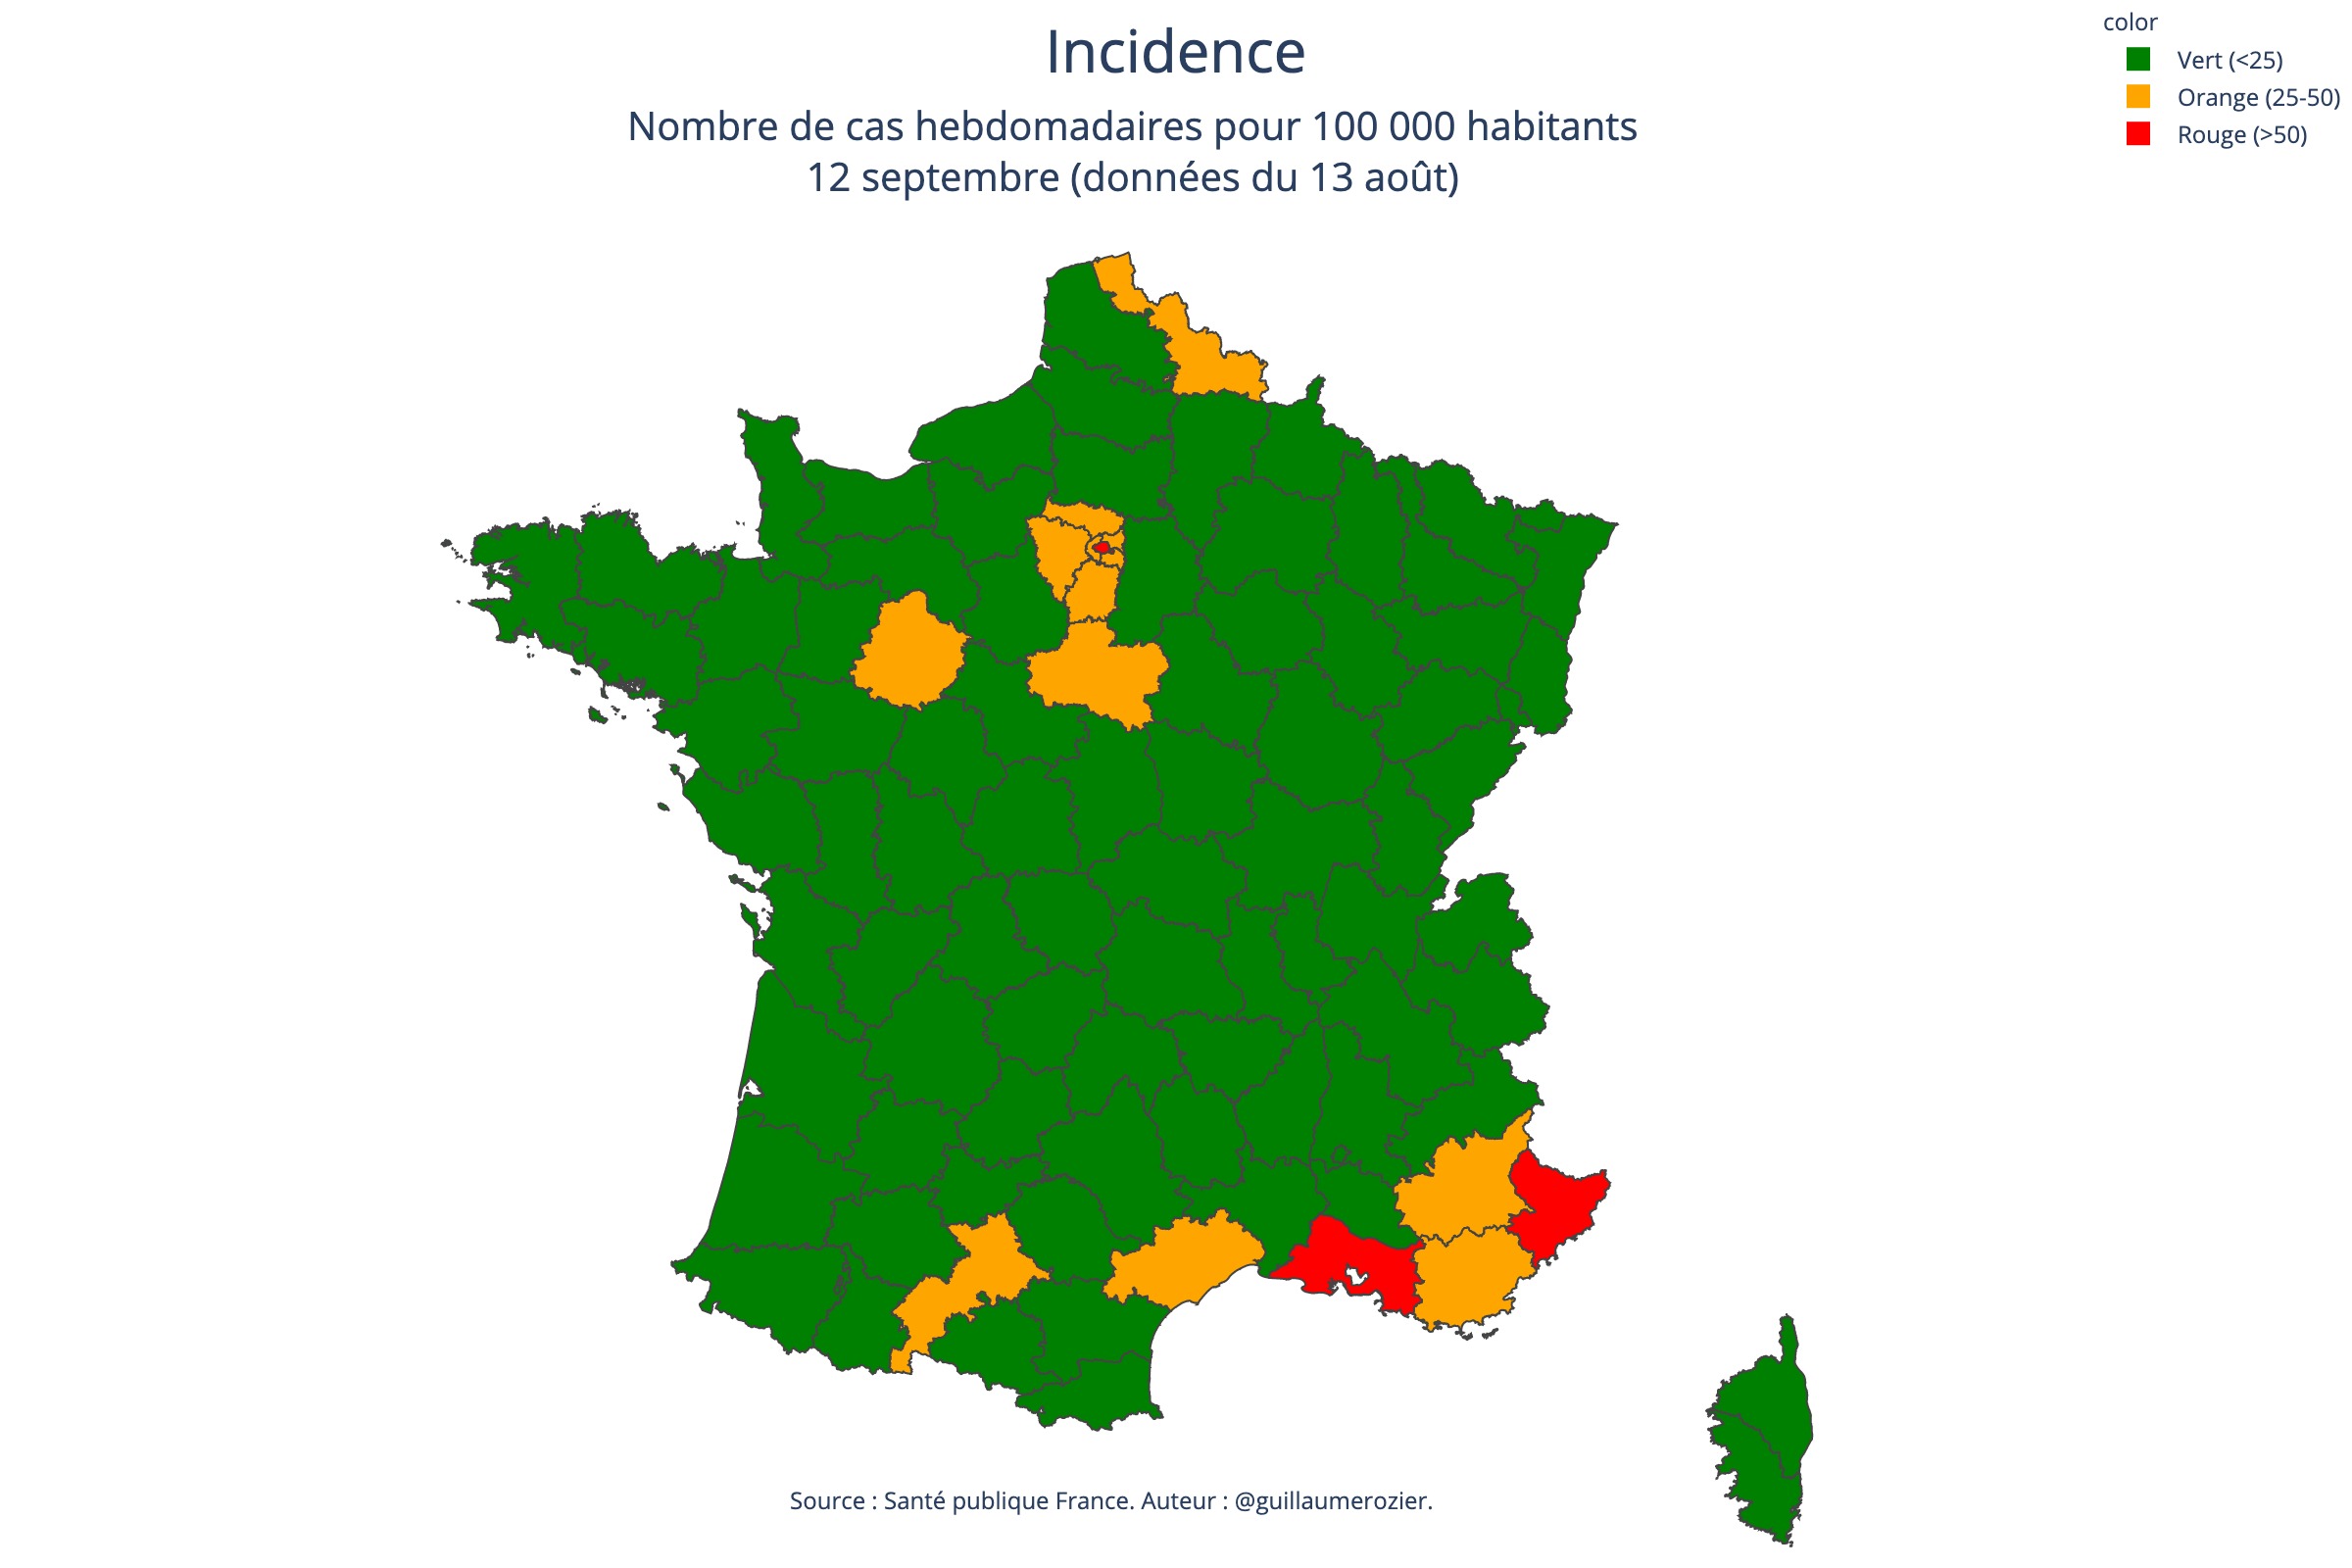 Incidence
Nombre de cas hebdomadaires pour 100 000 habitants
12 septembre (données du 13 août)
color
Vert (<25)
Orange (25-50)
Rouge (>50)
Source : Santé publique France. Auteur : @guillaumerozier.